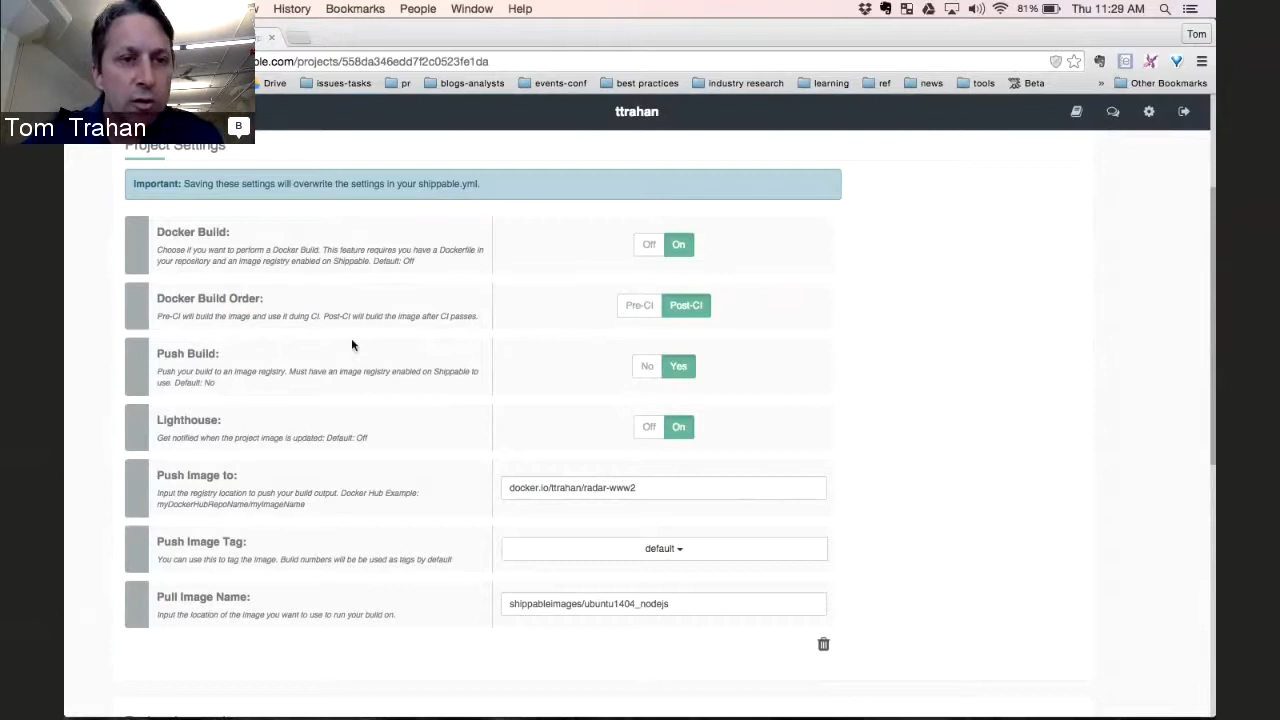 History Bookmarks People Window Help 81% Thu 11:29 AM
Tom
ble.com/projects/558da346edd7f2c0523fe1da
Drive issues-tasks pr blogs-analysts events-conf best practices industry research learning ref news tools Beta » Other Bookmarks
ttrahan
Tom Trahan B
Project Settings
Important: Saving these settings will overwrite the settings in your shippable.yml.
Docker Build:
Choose if you want to perform a Docker Build. This feature requires you have a Dockerfile in
your repository and an image registry enabled on Shippable. Default: Off
Off On
Docker Build Order:
Pre-CI will build the image and use it duing CI. Post-CI will build the image after CI passes.
Pre-CI Post-CI
Push Build:
Push your build to an image registry. Must have an image registry enabled on Shippable to
use. Default: No
No Yes
Lighthouse:
Get notified when the project image is updated: Default: Off
Off On
Push Image to:
Input the registry location to push your build output. Docker Hub Example:
myDockerHubRepoName/myImageName
docker.io/ttrahan/radar-www2
Push Image Tag:
You can use this to tag the image. Build numbers will be be used as tags by default
default
Pull Image Name:
Input the location of the image you want to use to run your build on.
shippableimages/ubuntu1404_nodejs